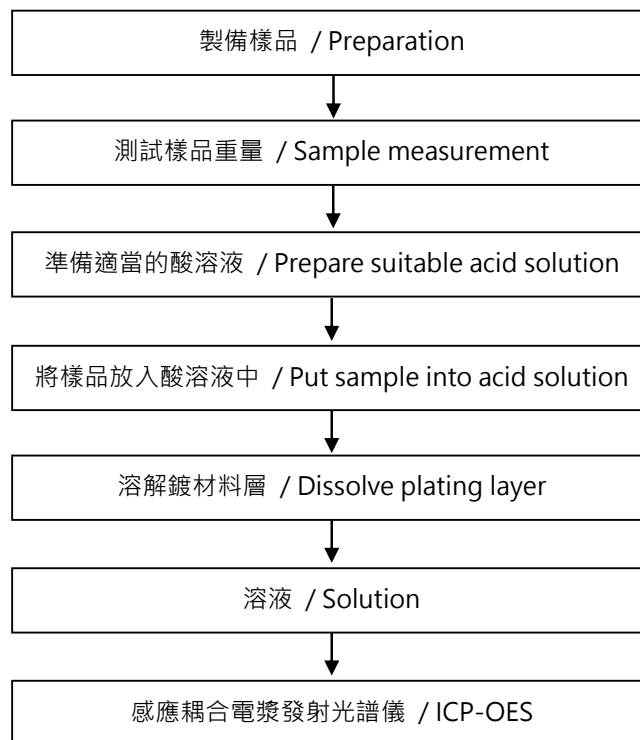 製備樣品 / Preparation
測試樣品重量 / Sample measurement
準備適當的酸溶液 / Prepare suitable acid solution
將樣品放入酸溶液中 / Put sample into acid solution
溶解鍍材料層 / Dissolve plating layer
溶液 / Solution
感應耦合電漿發射光譜儀 / ICP-OES